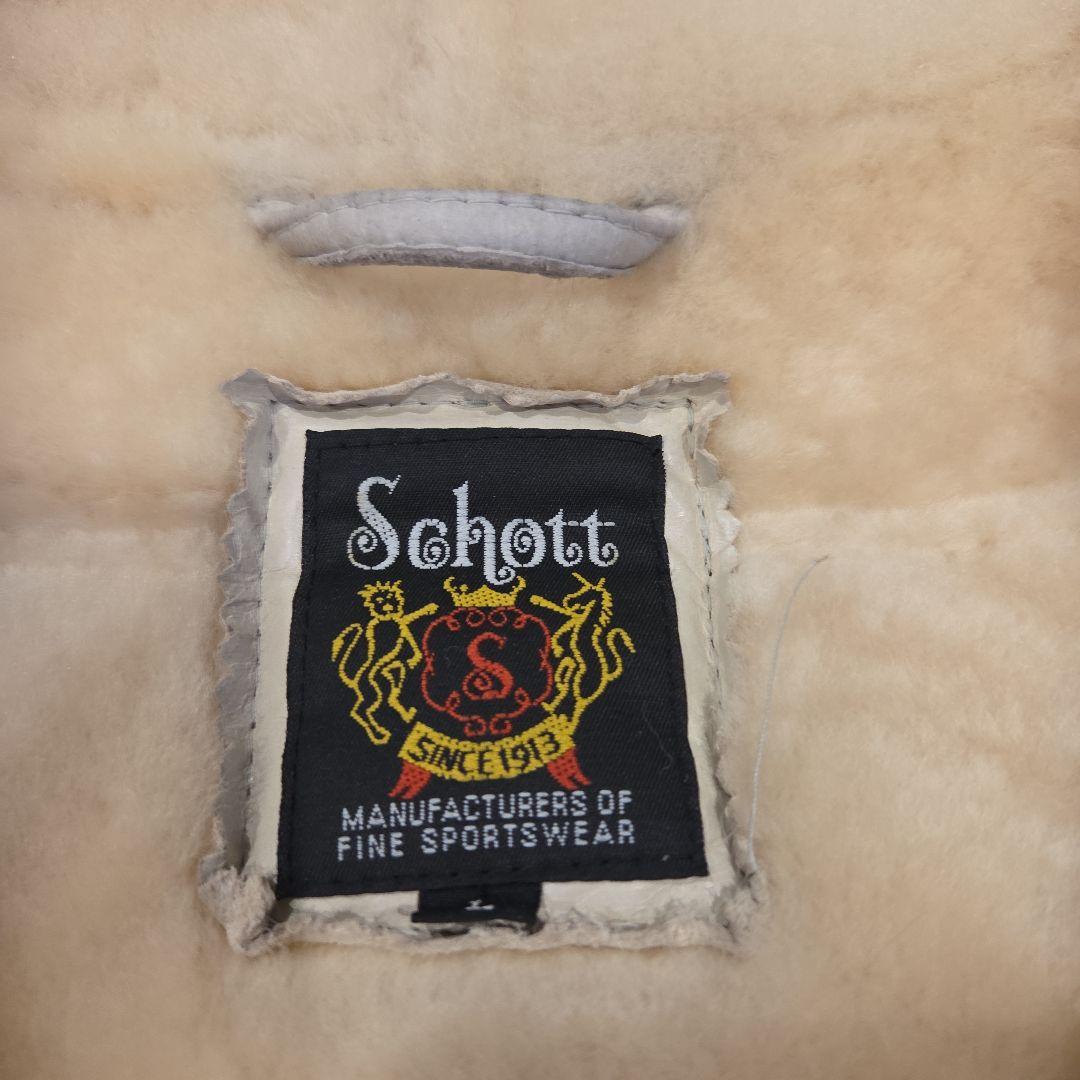 Schott
S
SINCE 1913
MANUFACTURERS OF
FINE SPORTSWEAR
L